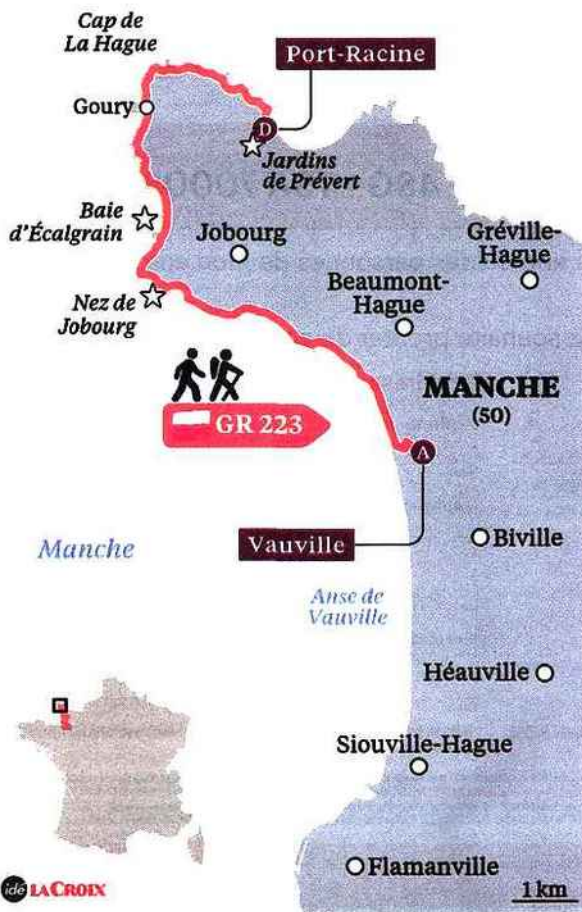 Cap de
La Hague
Port-Racine
Goury
D
Jardins
de Prévert
Baie
d'Écalgrain
Jobourg
Gréville-
Hague
Nez de
Jobourg
Beaumont-
Hague
MANCHE
(50)
GR 223
A
Manche
Vauville
Biville
Anse de
Vauville
Héauville
Siouville-Hague
Flamanville
idé LA CROIX
1 km